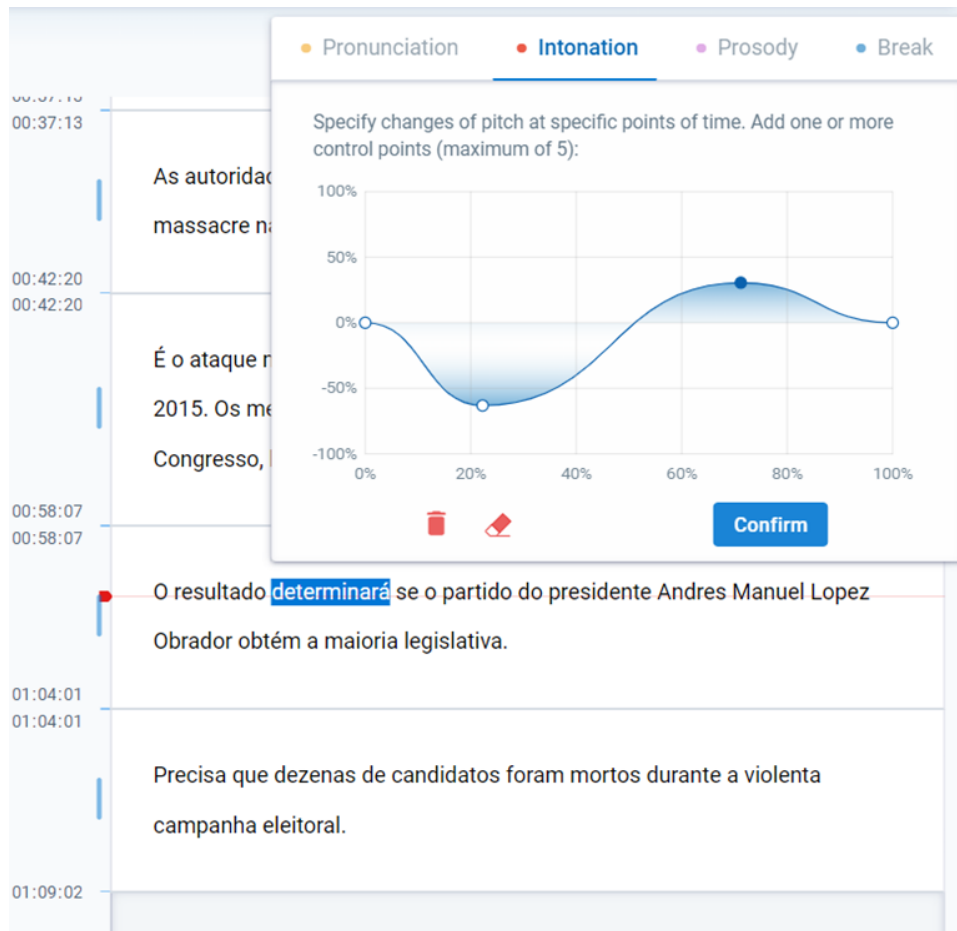 Pronunciation Intonation Prosody Break
Specify changes of pitch at specific points of time. Add one or more
control points (maximum of 5):
100%
50%
0%
-50%
-100%
0% 20% 40% 60% 80% 100%
Confirm
00:37:13
00:37:13
As autoridad
massacre na
00:42:20
00:42:20
É o ataque
2015. Os me
Congresso,
00:58:07
00:58:07
O resultado determinará se o partido do presidente Andres Manuel Lopez
Obrador obtém a maioria legislativa.
01:04:01
01:04:01
Precisa que dezenas de candidatos foram mortos durante a violenta
campanha eleitoral.
01:09:02